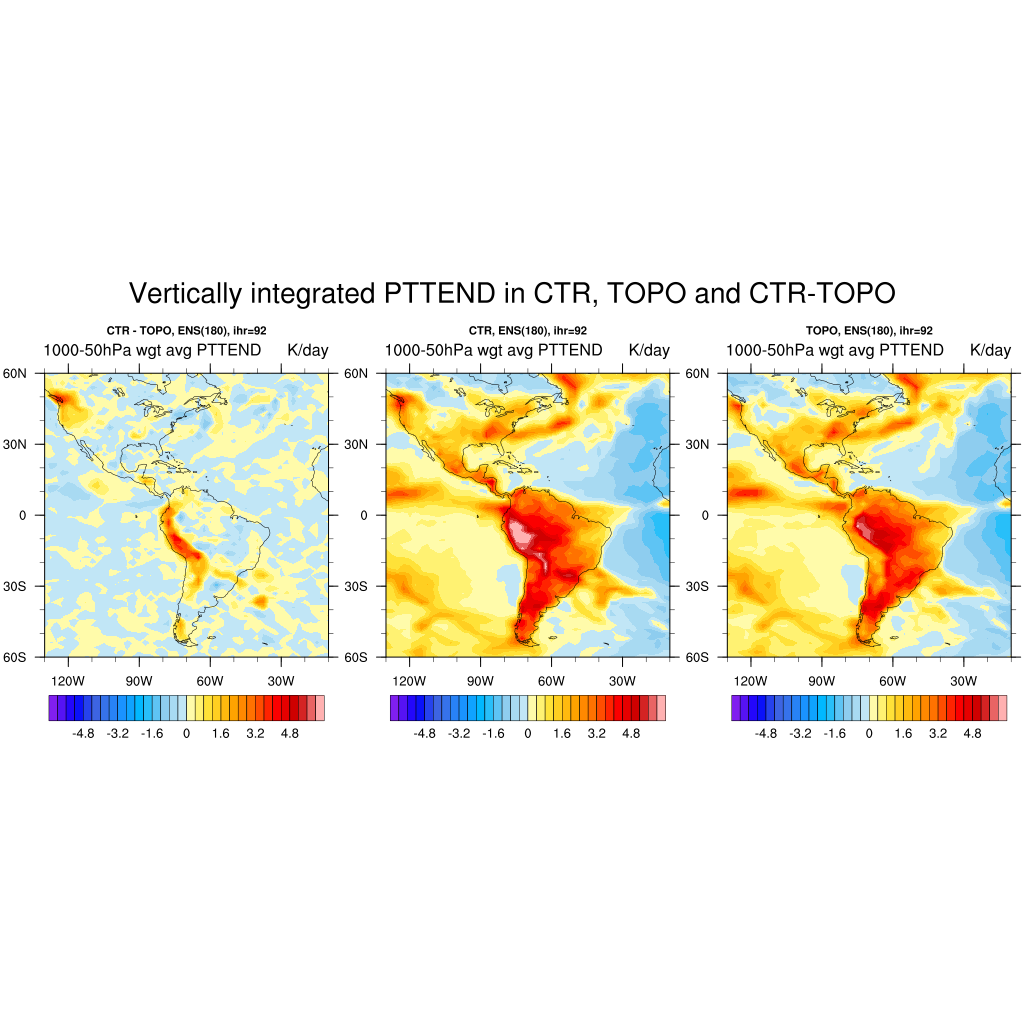 Vertically integrated PTTEND in CTR, TOPO and CTR-TOPO
CTR - TOPO, ENS(180), ihr=92
1000-50hPa wgt avg PTTEND K/day
60N
30N
0
30S
60S
120W 90W 60W 30W
-4.8 -3.2 -1.6 0 1.6 3.2 4.8
CTR, ENS(180), ihr=92
1000-50hPa wgt avg PTTEND K/day
60N
30N
0
30S
60S
120W 90W 60W 30W
-4.8 -3.2 -1.6 0 1.6 3.2 4.8
TOPO, ENS(180), ihr=92
1000-50hPa wgt avg PTTEND K/day
60N
30N
0
30S
60S
120W 90W 60W 30W
-4.8 -3.2 -1.6 0 1.6 3.2 4.8